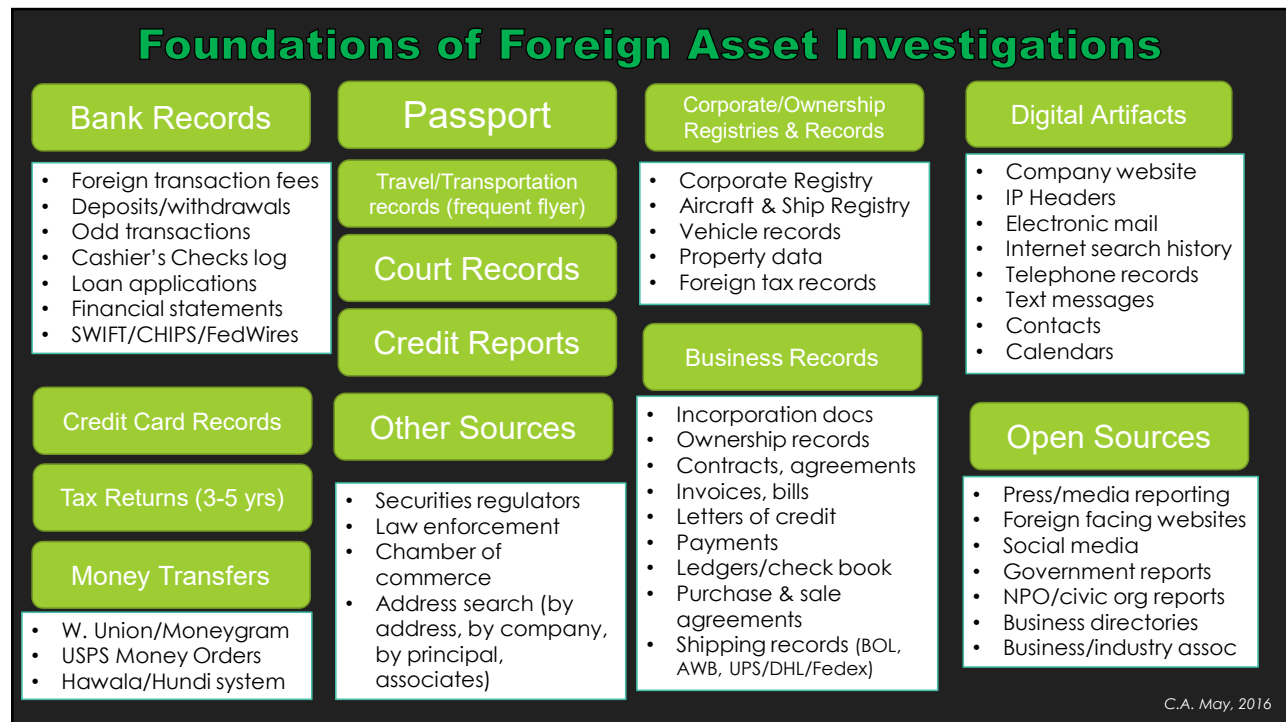 Foundations of Foreign Asset Investigations
Bank Records
• Foreign transaction fees
• Deposits/withdrawals
• Odd transactions
• Cashier's Checks log
• Loan applications
• Financial statements
• SWIFT/CHIPS/FedWires
Credit Card Records
Tax Returns (3-5 yrs)
Money Transfers
• W. Union/Moneygram
• USPS Money Orders
• Hawala/Hundi system
Passport
Travel/Transportation
records (frequent flyer)
Court Records
Credit Reports
Other Sources
• Securities regulators
• Law enforcement
• Chamber of
commerce
• Address search (by
address, by company,
by principal,
associates)
Corporate/Ownership
Registries & Records
• Corporate Registry
• Aircraft & Ship Registry
• Vehicle records
• Property data
• Foreign tax records
Business Records
• Incorporation docs
• Ownership records
• Contracts, agreements
• Invoices, bills
• Letters of credit
• Payments
• Ledgers/check book
• Purchase & sale
agreements
• Shipping records (BOL,
AWB, UPS/DHL/Fedex)
Digital Artifacts
• Company website
• IP Headers
• Electronic mail
• Internet search history
• Telephone records
• Text messages
• Contacts
• Calendars
Open Sources
• Press/media reporting
• Foreign facing websites
• Social media
• Government reports
• NPO/civic org reports
• Business directories
• Business/industry assoc
C.A. May, 2016